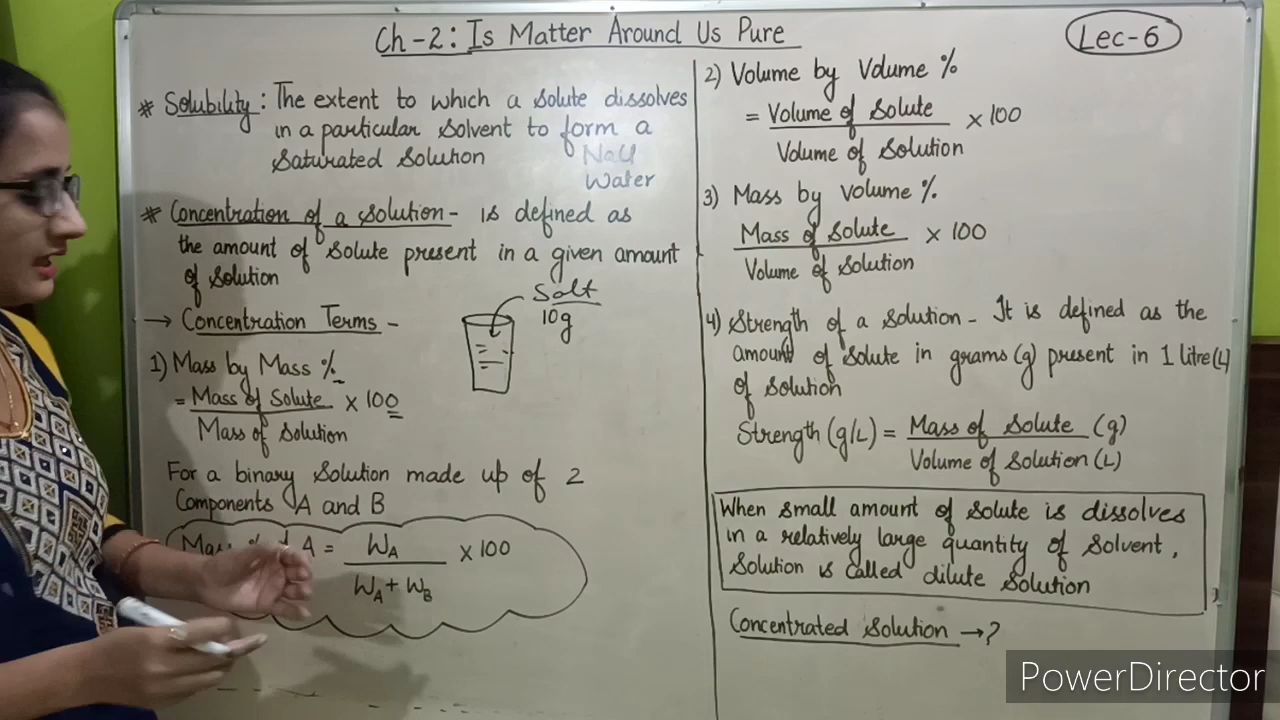 Ch-2: Is Matter Around Us Pure
Lec-6
* Solubility: The extent to which a solute dissolves
in a particular solvent to form a
saturated solution
NaCl
Water
* Concentration of a solution- is defined as
the amount of solute present in a given amount
of solution
→ Concentration Terms -
Salt
10g
1) Mass by Mass %
= Mass of solute × 100
Mass of solution
For a binary solution made up of 2
Components A and B
A = WA × 100
WA + WB
2) Volume by Volume %
= Volume of solute × 100
Volume of solution
3) Mass by volume %
Mass of solute × 100
Volume of solution
4) Strength of a solution - It is defined as the
amount of solute in grams (g) present in 1 litre (L)
of solution
Strength (g/L) = Mass of solute (g)
Volume of solution (L)
When small amount of solute is dissolves
in a relatively large quantity of solvent,
solution is called dilute solution
Concentrated solution → ?
PowerDirector